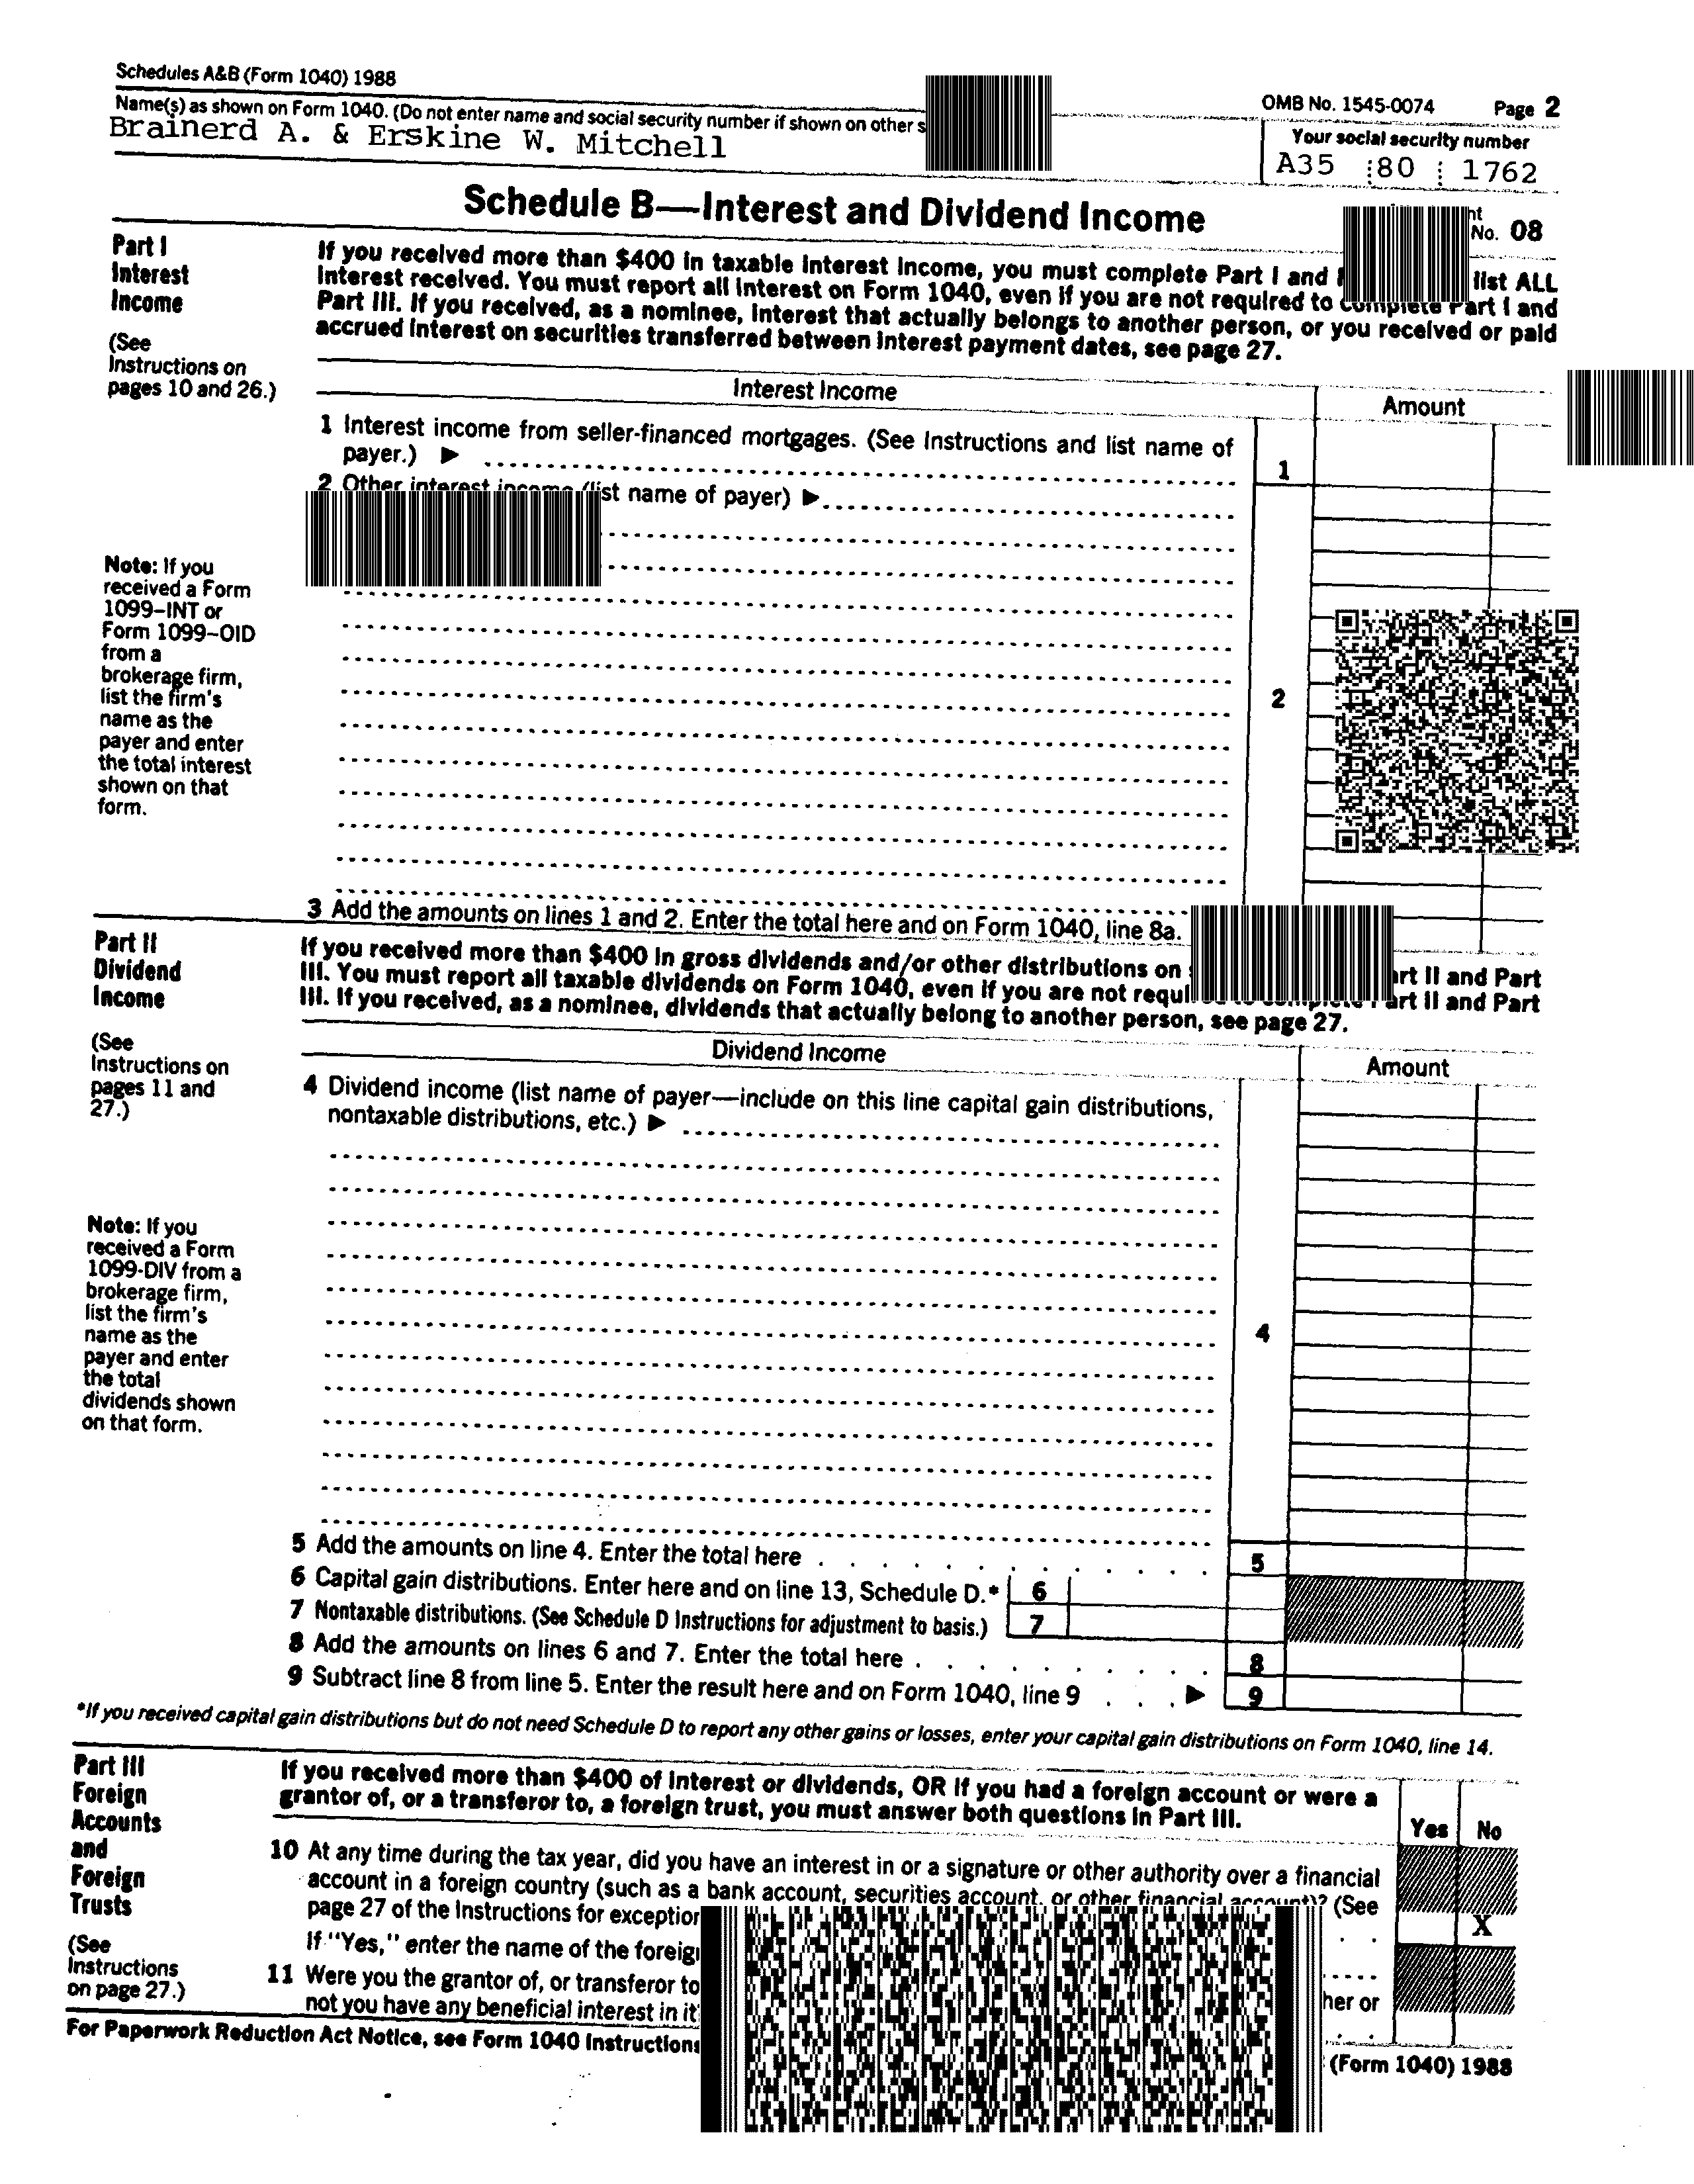 Schedules A&B (Form 1040) 1988
OMB No. 1545-0074 Page 2
Name(s) as shown on Form 1040. (Do not enter name and social security number if shown on other
Your social security number
Brainerd A. & Erskine W. Mitchell
A35 80 1762
Schedule B—Interest and Dividend Income
No. 08
Part I
Interest
Income
(See
Instructions on
pages 10 and 26.)
If you received more than $400 in taxable interest income, you must complete Part I and list ALL
interest received. You must report all interest on Form 1040, even if you are not required to complete Part I and
Part III. If you received, as a nominee, interest that actually belongs to another person, or you received or paid
accrued interest on securities transferred between interest payment dates, see page 27.
Interest Income
Amount
1 Interest income from seller-financed mortgages. (See Instructions and list name of
payer.) ▶
1
2 Other interest income (list name of payer) ▶
Note: If you
received a Form
1099–INT or
Form 1099–OID
from a
brokerage firm,
list the firm's
name as the
payer and enter
the total interest
shown on that
form.
2
3 Add the amounts on lines 1 and 2. Enter the total here and on Form 1040, line 8a.
Part II
Dividend
Income
(See
Instructions on
pages 11 and
27.)
If you received more than $400 in gross dividends and/or other distributions on art II and Part
III. You must report all taxable dividends on Form 1040, even if you are not requi complete Part II and Part
III. If you received, as a nominee, dividends that actually belong to another person, see page 27.
Dividend Income
Amount
4 Dividend income (list name of payer—include on this line capital gain distributions,
nontaxable distributions, etc.) ▶
Note: If you
received a Form
1099-DIV from a
brokerage firm,
list the firm's
name as the
payer and enter
the total
dividends shown
on that form.
4
5 Add the amounts on line 4. Enter the total here . . . . . . . . . . . . 5
6 Capital gain distributions. Enter here and on line 13, Schedule D.* 6
7 Nontaxable distributions. (See Schedule D Instructions for adjustment to basis.) 7
8 Add the amounts on lines 6 and 7. Enter the total here . . . . . . . . . . 8
9 Subtract line 8 from line 5. Enter the result here and on Form 1040, line 9 . . . ▶ 9
*If you received capital gain distributions but do not need Schedule D to report any other gains or losses, enter your capital gain distributions on Form 1040, line 14.
Part III
Foreign
Accounts
and
Foreign
Trusts
(See
Instructions
on page 27.)
If you received more than $400 of interest or dividends, OR if you had a foreign account or were a
grantor of, or a transferor to, a foreign trust, you must answer both questions in Part III.
Yes No
10 At any time during the tax year, did you have an interest in or a signature or other authority over a financial
account in a foreign country (such as a bank account, securities account, or other financial account)? (See
page 27 of the Instructions for exception
X
If "Yes," enter the name of the foreig
11 Were you the grantor of, or transferor to
her or
not you have any beneficial interest in it
For Paperwork Reduction Act Notice, see Form 1040 Instructions
(Form 1040) 1988